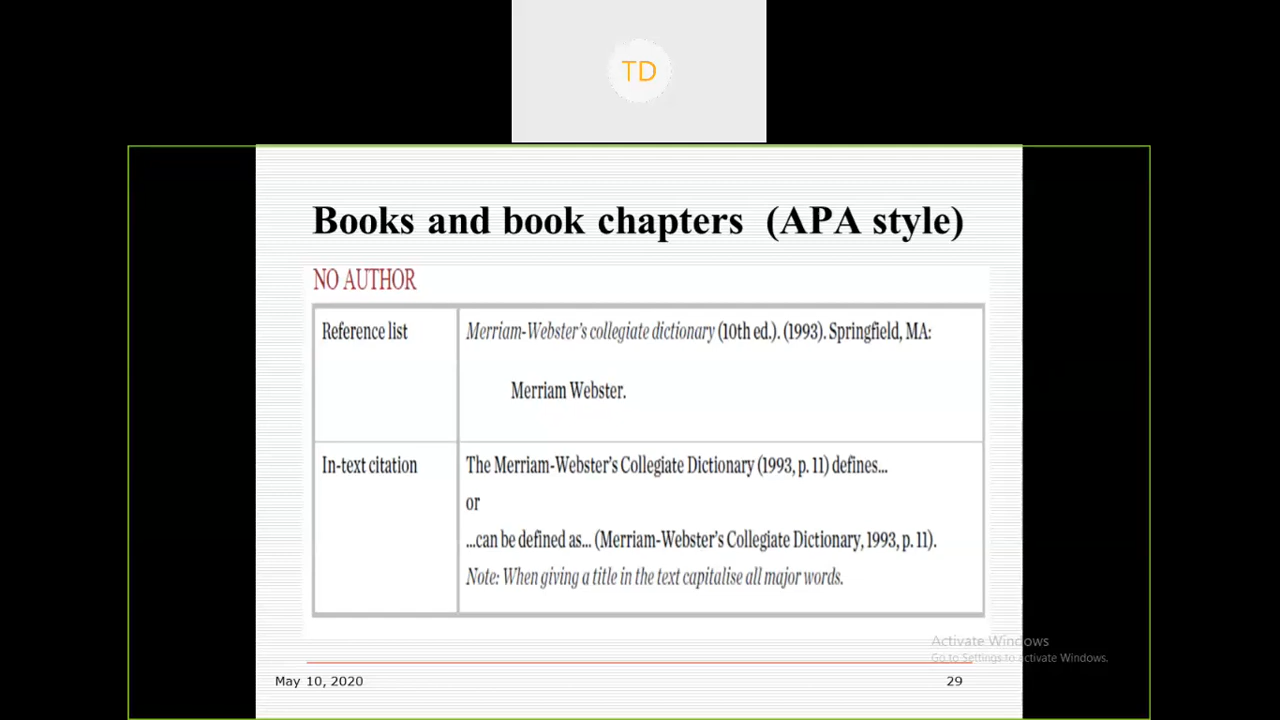 TD
Books and book chapters (APA style)
NO AUTHOR
Reference list
Merriam-Webster's collegiate dictionary (10th ed.). (1993). Springfield, MA:
Merriam Webster.
In-text citation
The Merriam-Webster's Collegiate Dictionary (1993, p. 11) defines...
or
...can be defined as... (Merriam-Webster's Collegiate Dictionary, 1993, p. 11).
Note: When giving a title in the text capitalise all major words.
Activate Windows
Go to Settings to activate Windows.
May 10, 2020
29